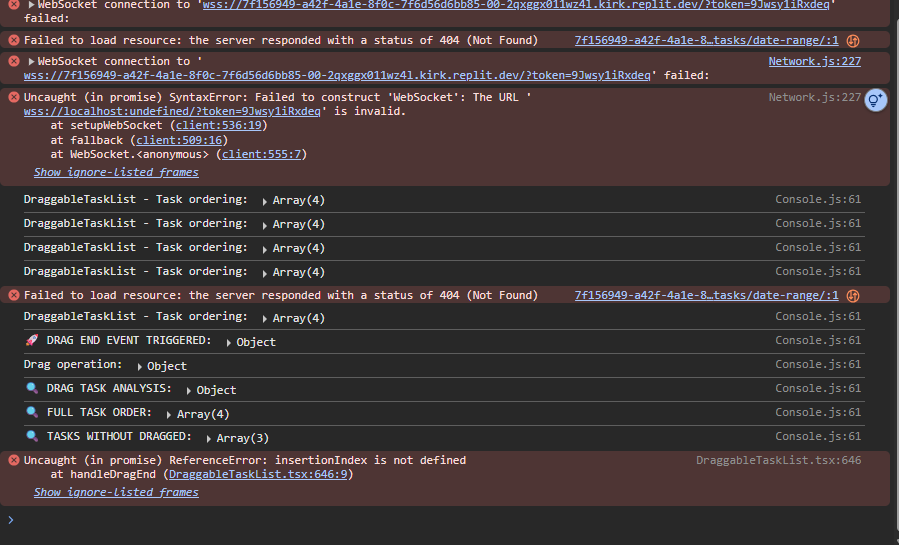 WebSocket connection to 'wss://7f156949-a42f-4a1e-8f0c-7f6d56d6bb85-00-2qxggx011wz4l.kirk.replit.dev/?token=9Jwsy1iRxdeq'
failed:
Failed to load resource: the server responded with a status of 404 (Not Found) 7f156949-a42f-4a1e-8…tasks/date-range/:1
WebSocket connection to ' Network.js:227
wss://7f156949-a42f-4a1e-8f0c-7f6d56d6bb85-00-2qxggx011wz4l.kirk.replit.dev/?token=9Jwsy1iRxdeq' failed:
Uncaught (in promise) SyntaxError: Failed to construct 'WebSocket': The URL ' Network.js:227
wss://localhost:undefined/?token=9Jwsy1iRxdeq' is invalid.
at setupWebSocket (client:536:19)
at fallback (client:509:16)
at WebSocket.<anonymous> (client:555:7)
Show ignore-listed frames
DraggableTaskList - Task ordering: Array(4) Console.js:61
DraggableTaskList - Task ordering: Array(4) Console.js:61
DraggableTaskList - Task ordering: Array(4) Console.js:61
DraggableTaskList - Task ordering: Array(4) Console.js:61
Failed to load resource: the server responded with a status of 404 (Not Found) 7f156949-a42f-4a1e-8…tasks/date-range/:1
DraggableTaskList - Task ordering: Array(4) Console.js:61
🚀 DRAG END EVENT TRIGGERED: Object Console.js:61
Drag operation: Object Console.js:61
🔍 DRAG TASK ANALYSIS: Object Console.js:61
🔍 FULL TASK ORDER: Array(4) Console.js:61
🔍 TASKS WITHOUT DRAGGED: Array(3) Console.js:61
Uncaught (in promise) ReferenceError: insertionIndex is not defined DraggableTaskList.tsx:646
at handleDragEnd (DraggableTaskList.tsx:646:9)
Show ignore-listed frames